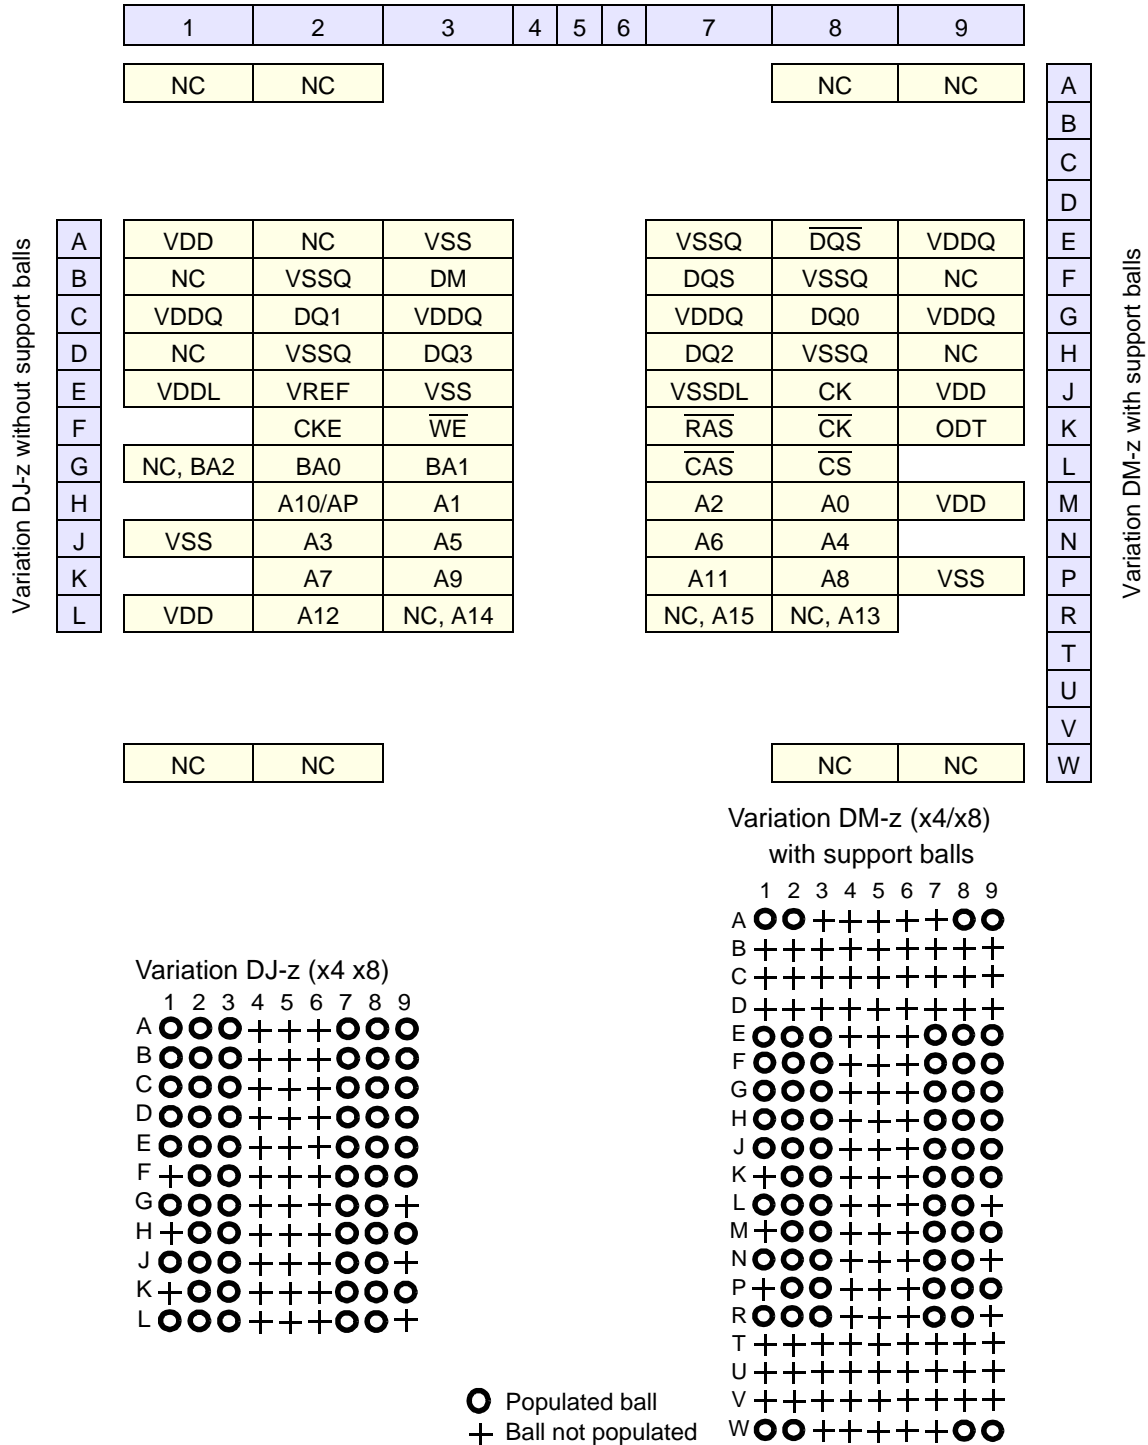 1 2 3 4 5 6 7 8 9
NC NC NC NC A
B
C
D
A VDD NC VSS VSSQ D̅Q̅S̅ VDDQ E
B NC VSSQ DM DQS VSSQ NC F
C VDDQ DQ1 VDDQ VDDQ DQ0 VDDQ G
D NC VSSQ DQ3 DQ2 VSSQ NC H
E VDDL VREF VSS VSSDL CK VDD J
F CKE W̅E̅ R̅A̅S̅ C̅K̅ ODT K
G NC, BA2 BA0 BA1 C̅A̅S̅ C̅S̅ L
H A10/AP A1 A2 A0 VDD M
J VSS A3 A5 A6 A4 N
K A7 A9 A11 A8 VSS P
L VDD A12 NC, A14 NC, A15 NC, A13 R
T
U
V
NC NC NC NC W
Variation DJ-z without support balls
Variation DM-z with support balls
Variation DM-z (x4/x8)
with support balls
1 2 3 4 5 6 7 8 9
A
B
C
D
E
F
G
H
J
K
L
M
N
P
R
T
U
V
W
Variation DJ-z (x4 x8)
1 2 3 4 5 6 7 8 9
A
B
C
D
E
F
G
H
J
K
L
Populated ball
Ball not populated